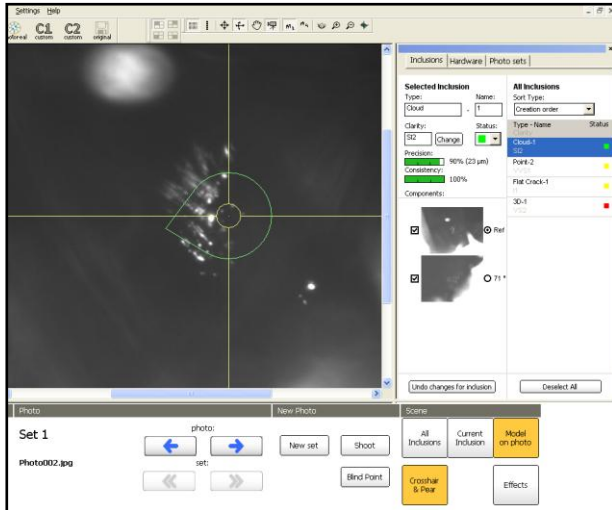 Settings Help
C1 C2
custom custom original
Inclusions Hardware Photo sets
Selected Inclusion
Type: Name:
Cloud - 1
Clarity: Status:
SI2 Change
Precision:
90% (23 μm)
Consistency:
100%
Components:
Ref
71 °
Undo changes for inclusion
All Inclusions
Sort Type:
Creation order
Type - Name Status
Clarity
Cloud-1
SI2
Point-2
Flat Crack-1
3D-1
Deselect All
Photo New Photo Scene
Set 1
Photo002.jpg
photo:
set:
New set Shoot
Blind Point
All Inclusions
Current Inclusion
Model on photo
Crosshair & Pear
Effects